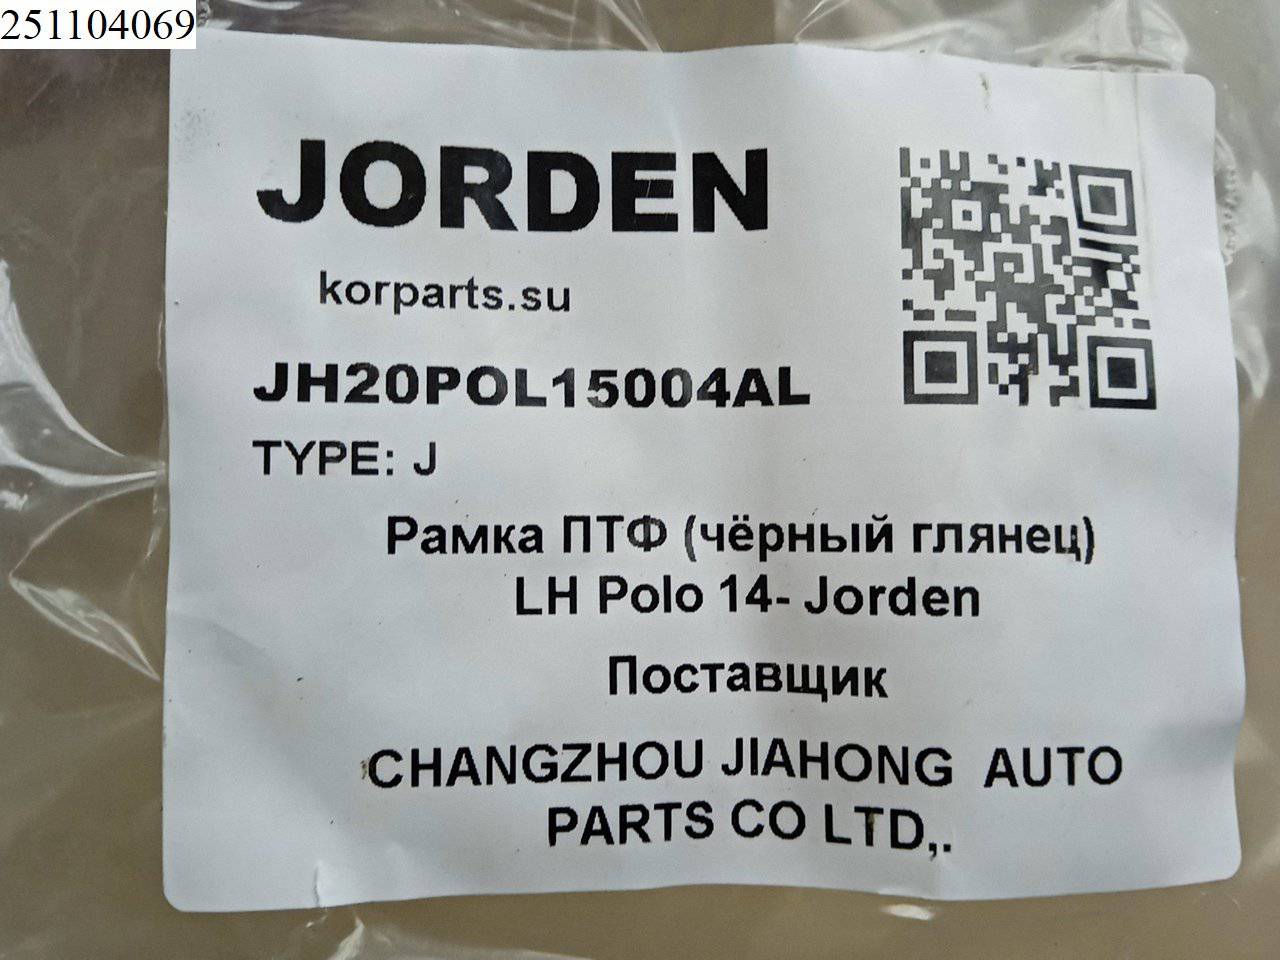 251104069
JORDEN
korparts.su
JH20POL15004AL
TYPE: J
Рамка ПТФ (чёрный глянец)
LH Polo 14- Jorden
Поставщик
CHANGZHOU JIAHONG AUTO
PARTS CO LTD,.